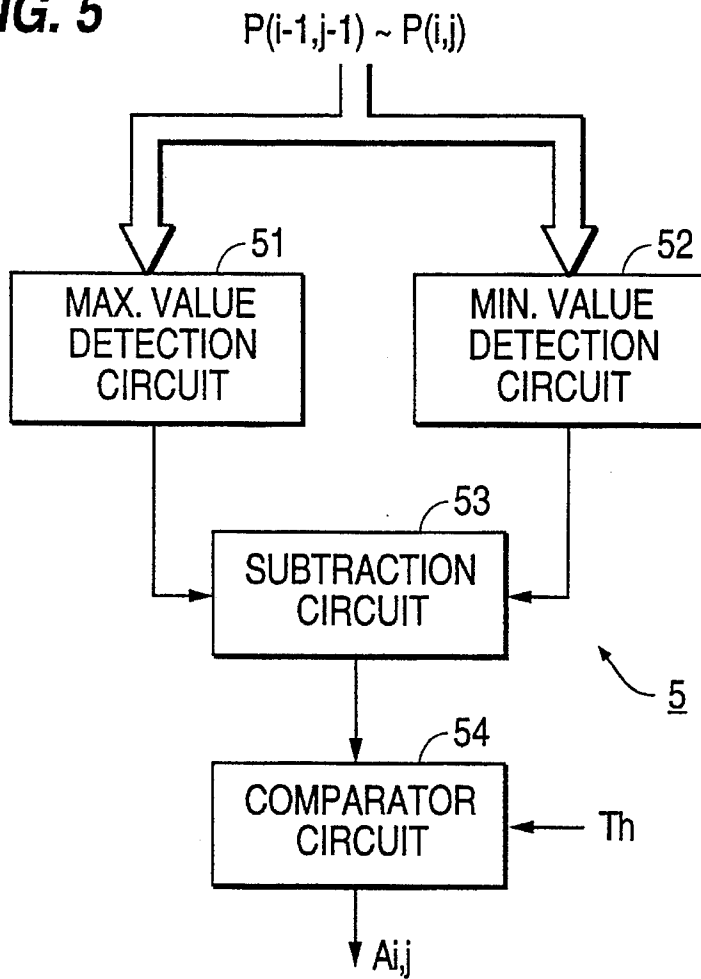 FIG. 5
P(i-1,j-1) ~ P(i,j)
51
52
MAX. VALUE
DETECTION
CIRCUIT
MIN. VALUE
DETECTION
CIRCUIT
53
SUBTRACTION
CIRCUIT
5
54
COMPARATOR
CIRCUIT
Th
Ai,j